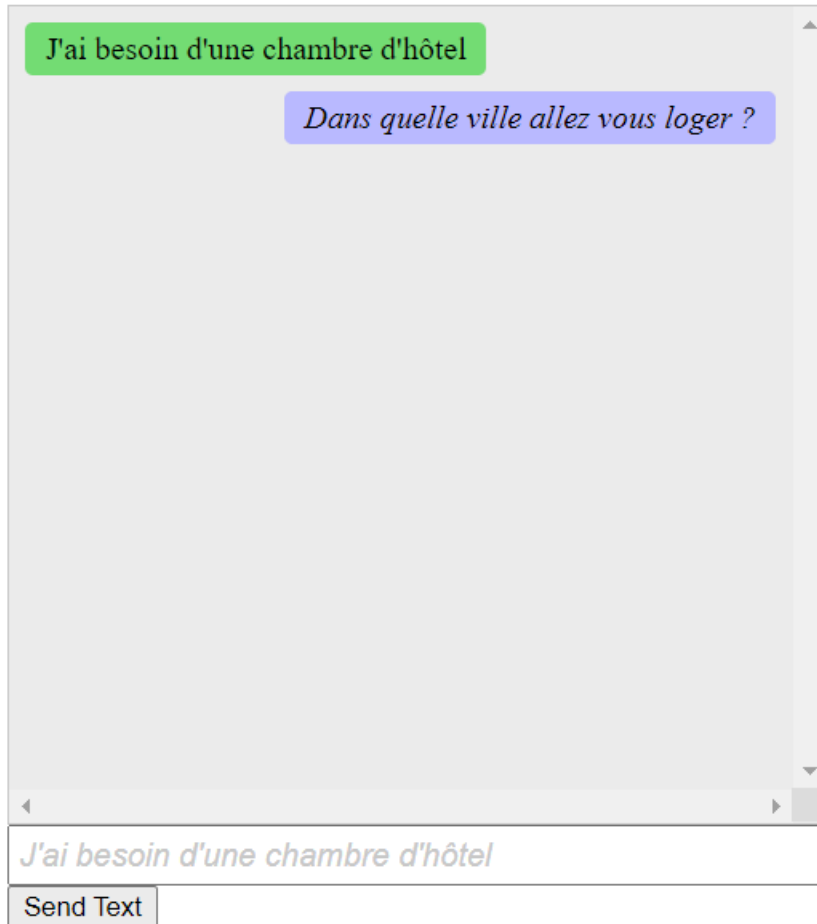 J'ai besoin d'une chambre d'hôtel
Dans quelle ville allez vous loger ?
J'ai besoin d'une chambre d'hôtel
Send Text